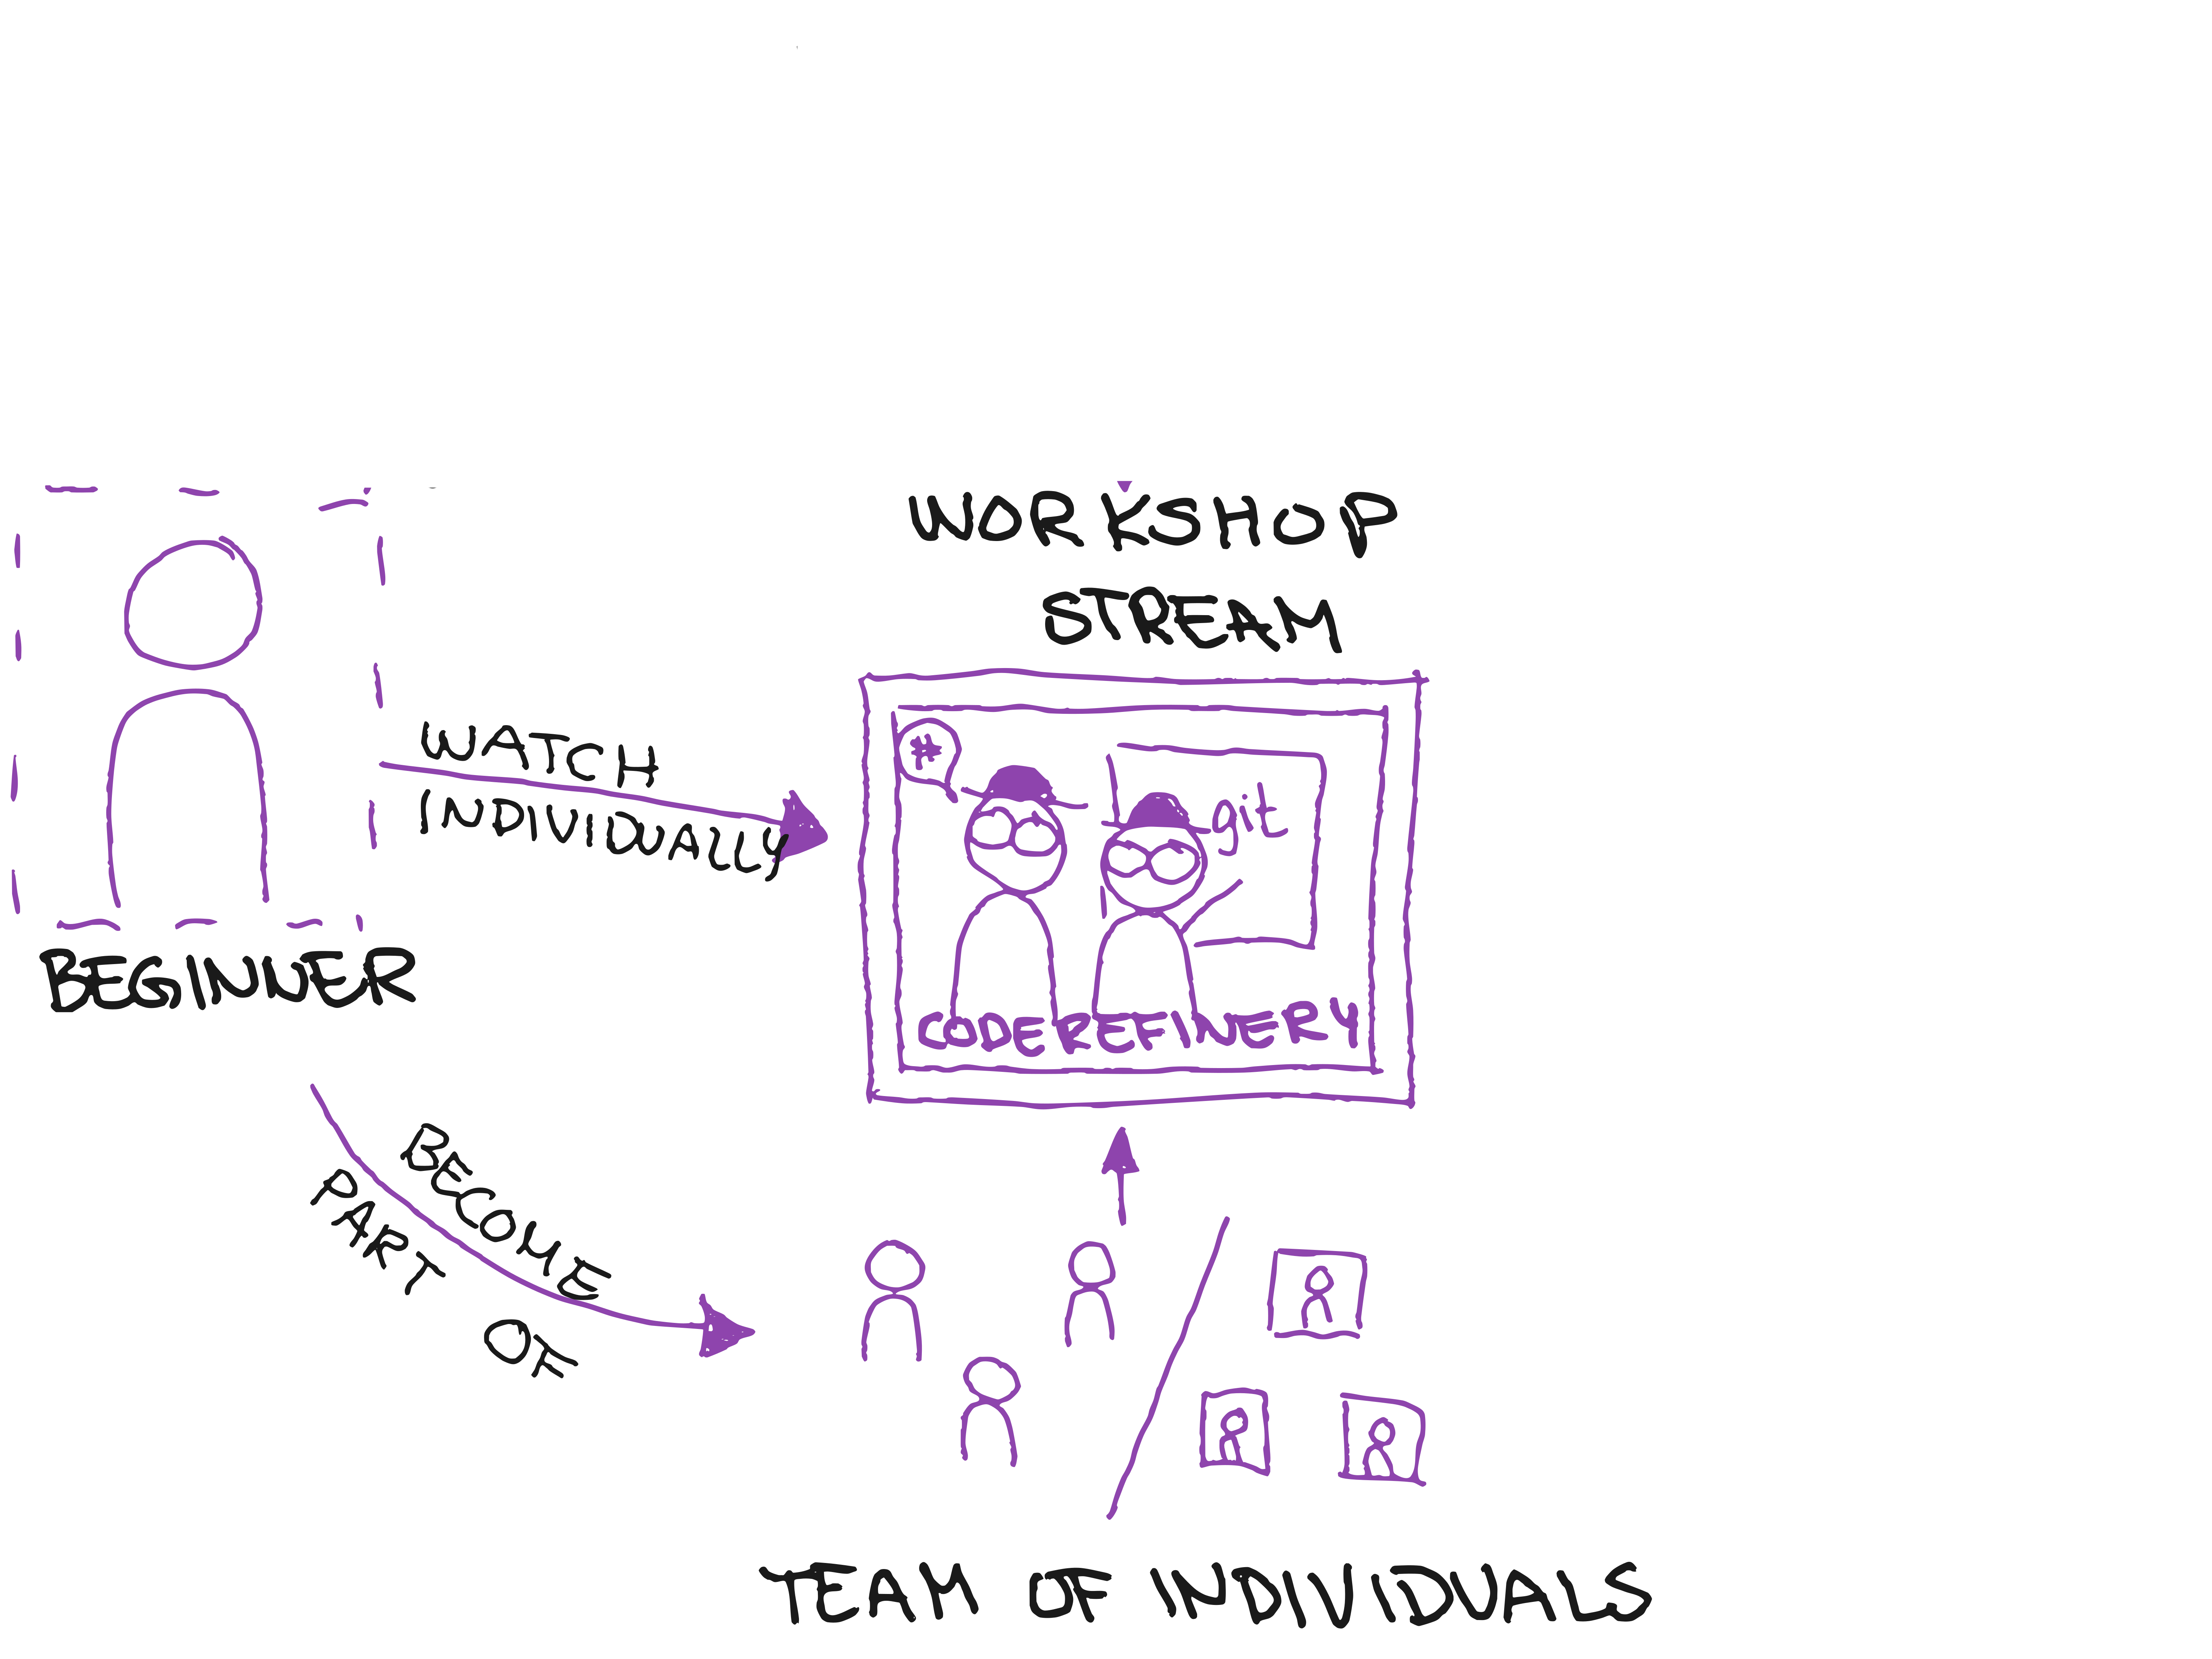 WORKSHOP
STREAM
WATCH
INDIVIDUALLY
git
BEGINNER
CODEREFINERY
BECOME
PART
OF
TEAM OF INDIVIDUALS